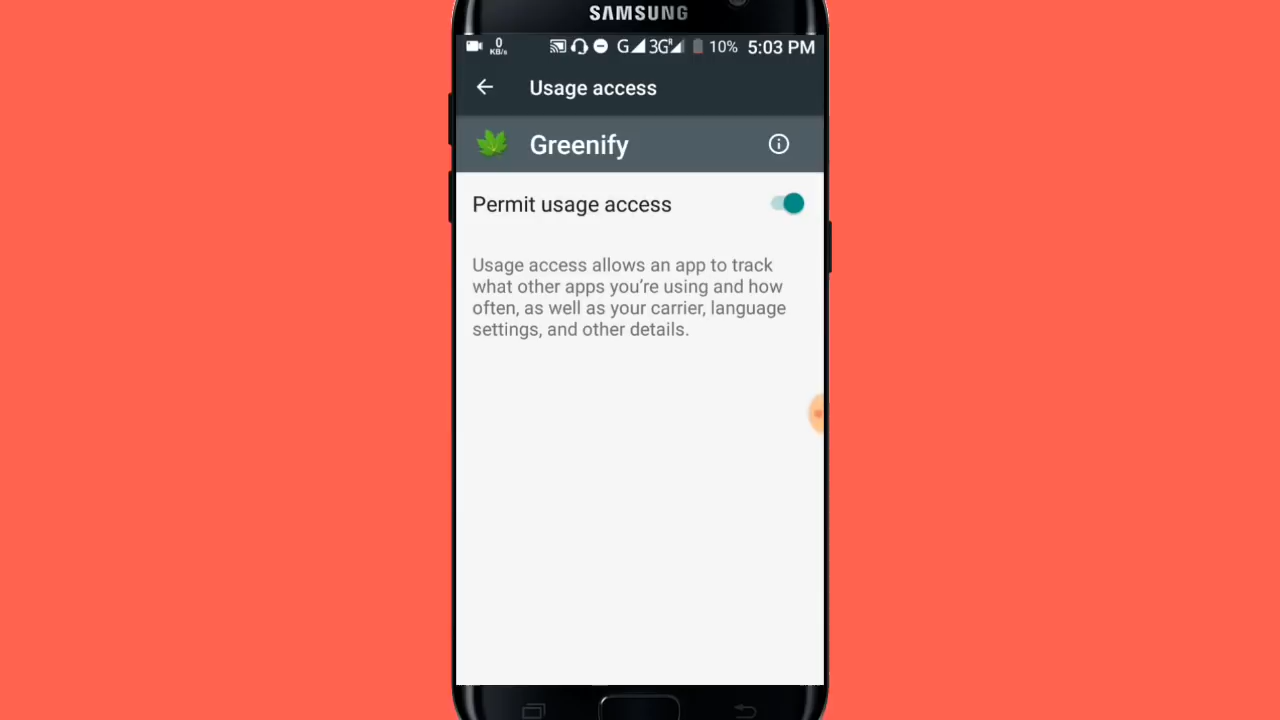 SAMSUNG
0 KB/s G 3G R 10% 5:03 PM
Usage access
Greenify
Permit usage access
Usage access allows an app to track
what other apps you’re using and how
often, as well as your carrier, language
settings, and other details.